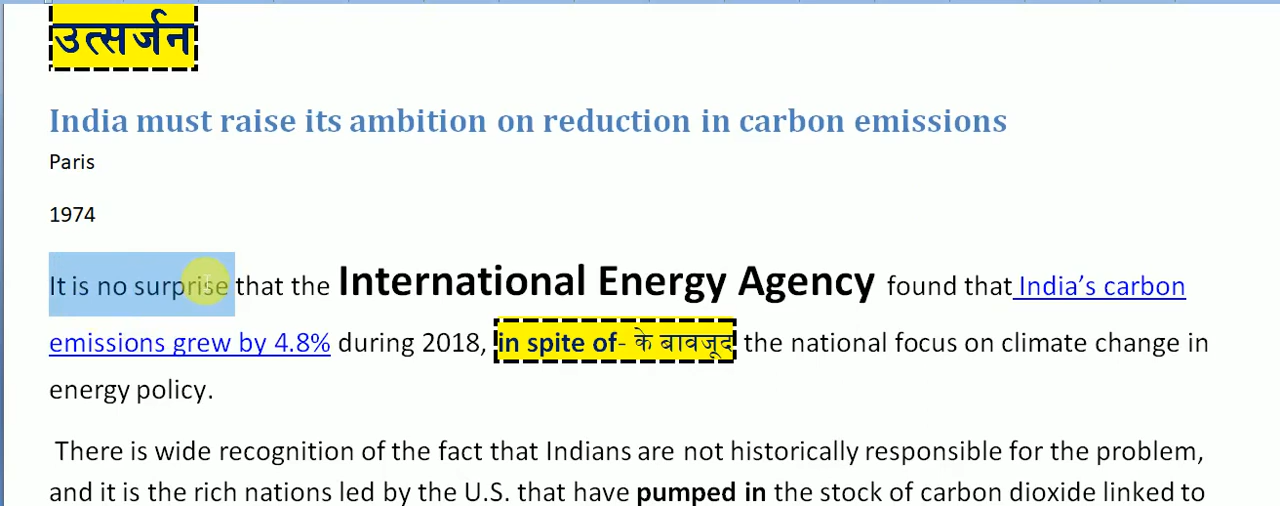 उत्सर्जन
India must raise its ambition on reduction in carbon emissions
Paris
1974
It is no surprise that the International Energy Agency found that India’s carbon
emissions grew by 4.8% during 2018, in spite of- के बावजूद the national focus on climate change in
energy policy.
There is wide recognition of the fact that Indians are not historically responsible for the problem,
and it is the rich nations led by the U.S. that have pumped in the stock of carbon dioxide linked to